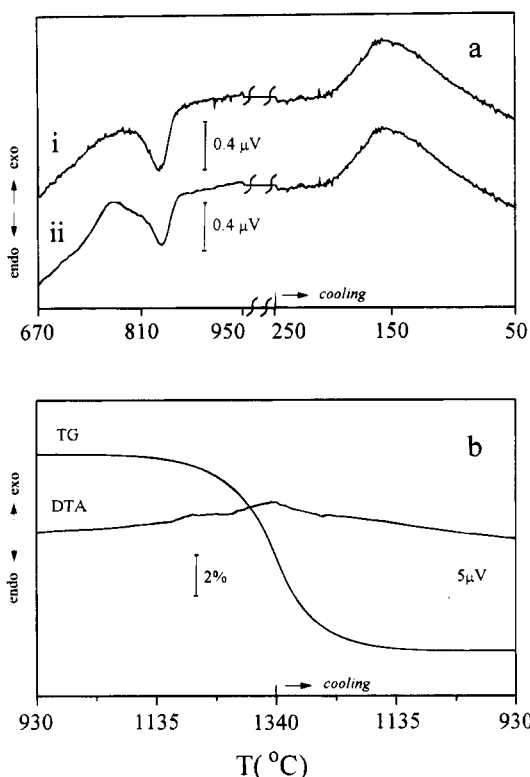 a
i
0.4 μV
ii
0.4 μV
endo ← → exo
→ cooling
670 810 950 250 150 50
b
TG
DTA
2%
5μV
endo ← → exo
→ cooling
930 1135 1340 1135 930
T( °C)